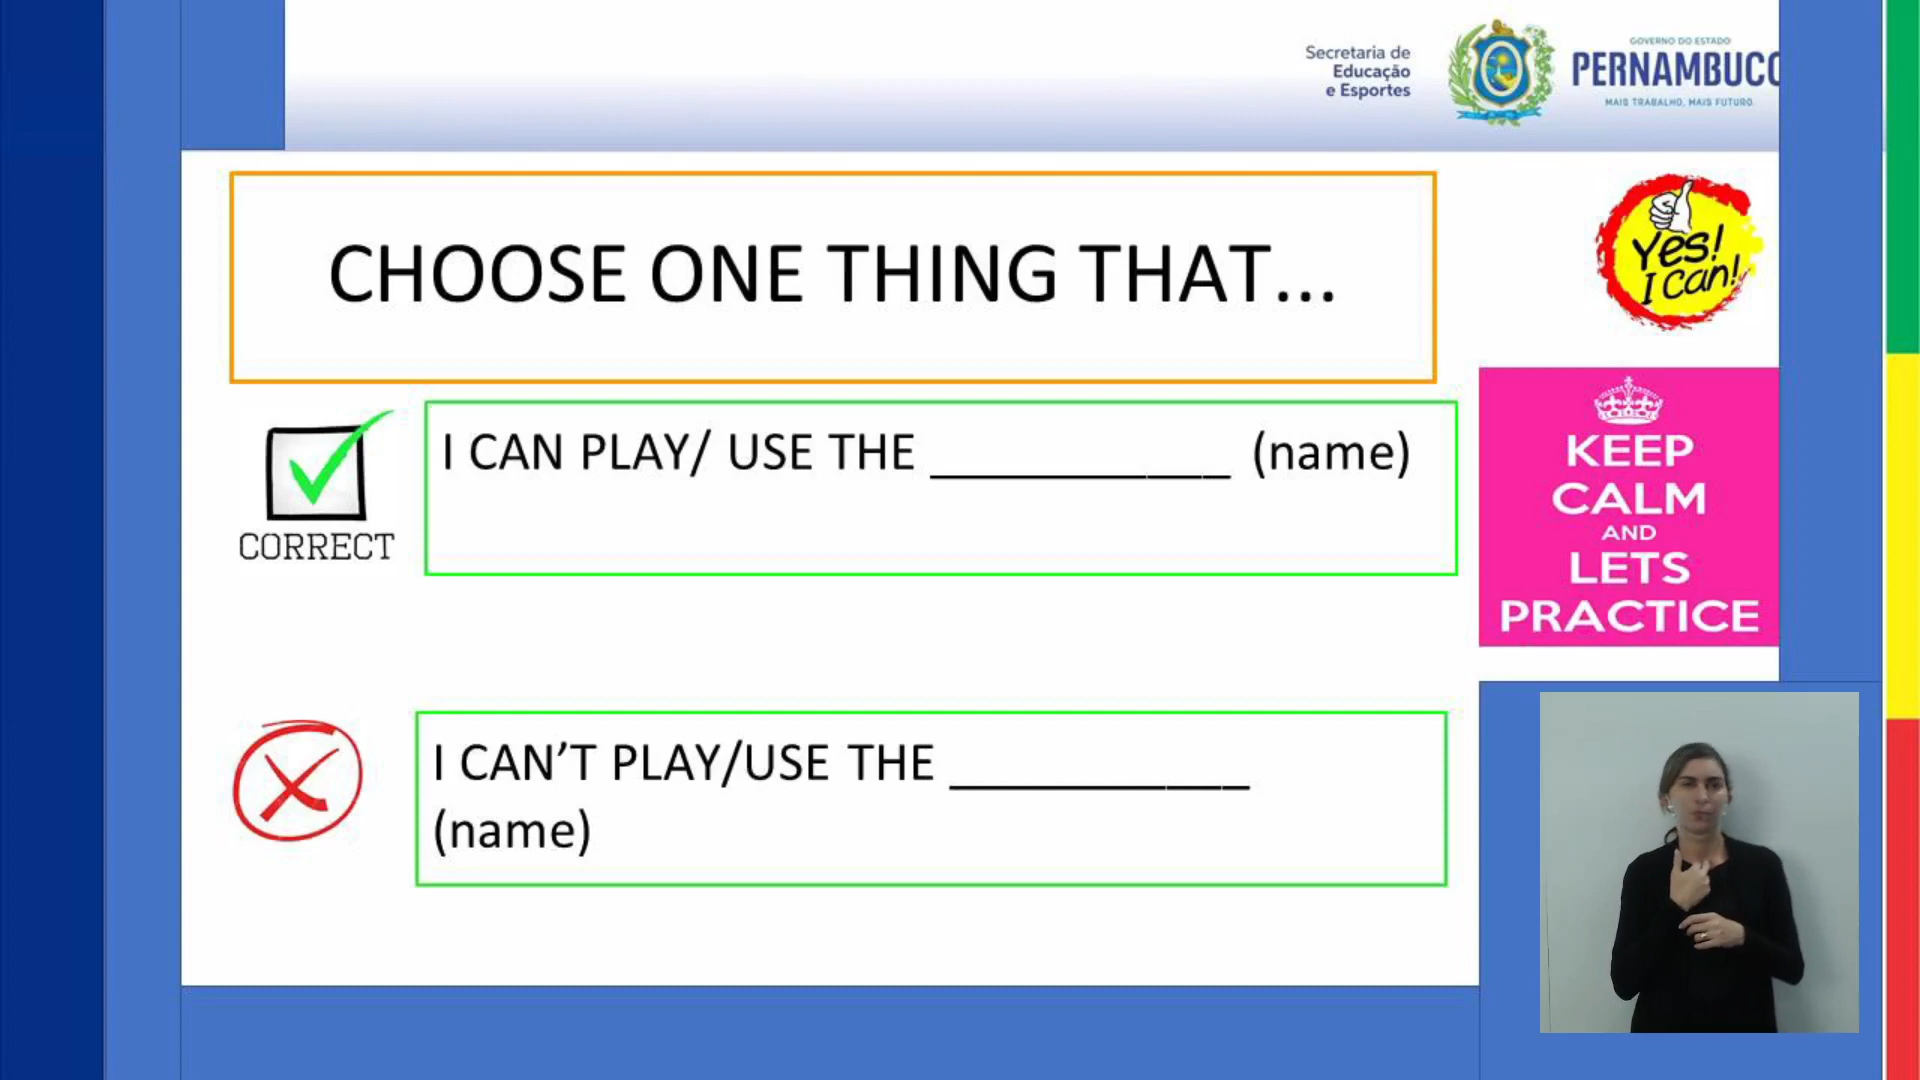 Secretaria de
Educação
e Esportes
GOVERNO DO ESTADO
PERNAMBUCO
MAIS TRABALHO, MAIS FUTURO.
CHOOSE ONE THING THAT...
Yes!
I can!
I CAN PLAY/ USE THE ___________ (name)
CORRECT
KEEP
CALM
AND
LETS
PRACTICE
I CAN’T PLAY/USE THE ___________
(name)